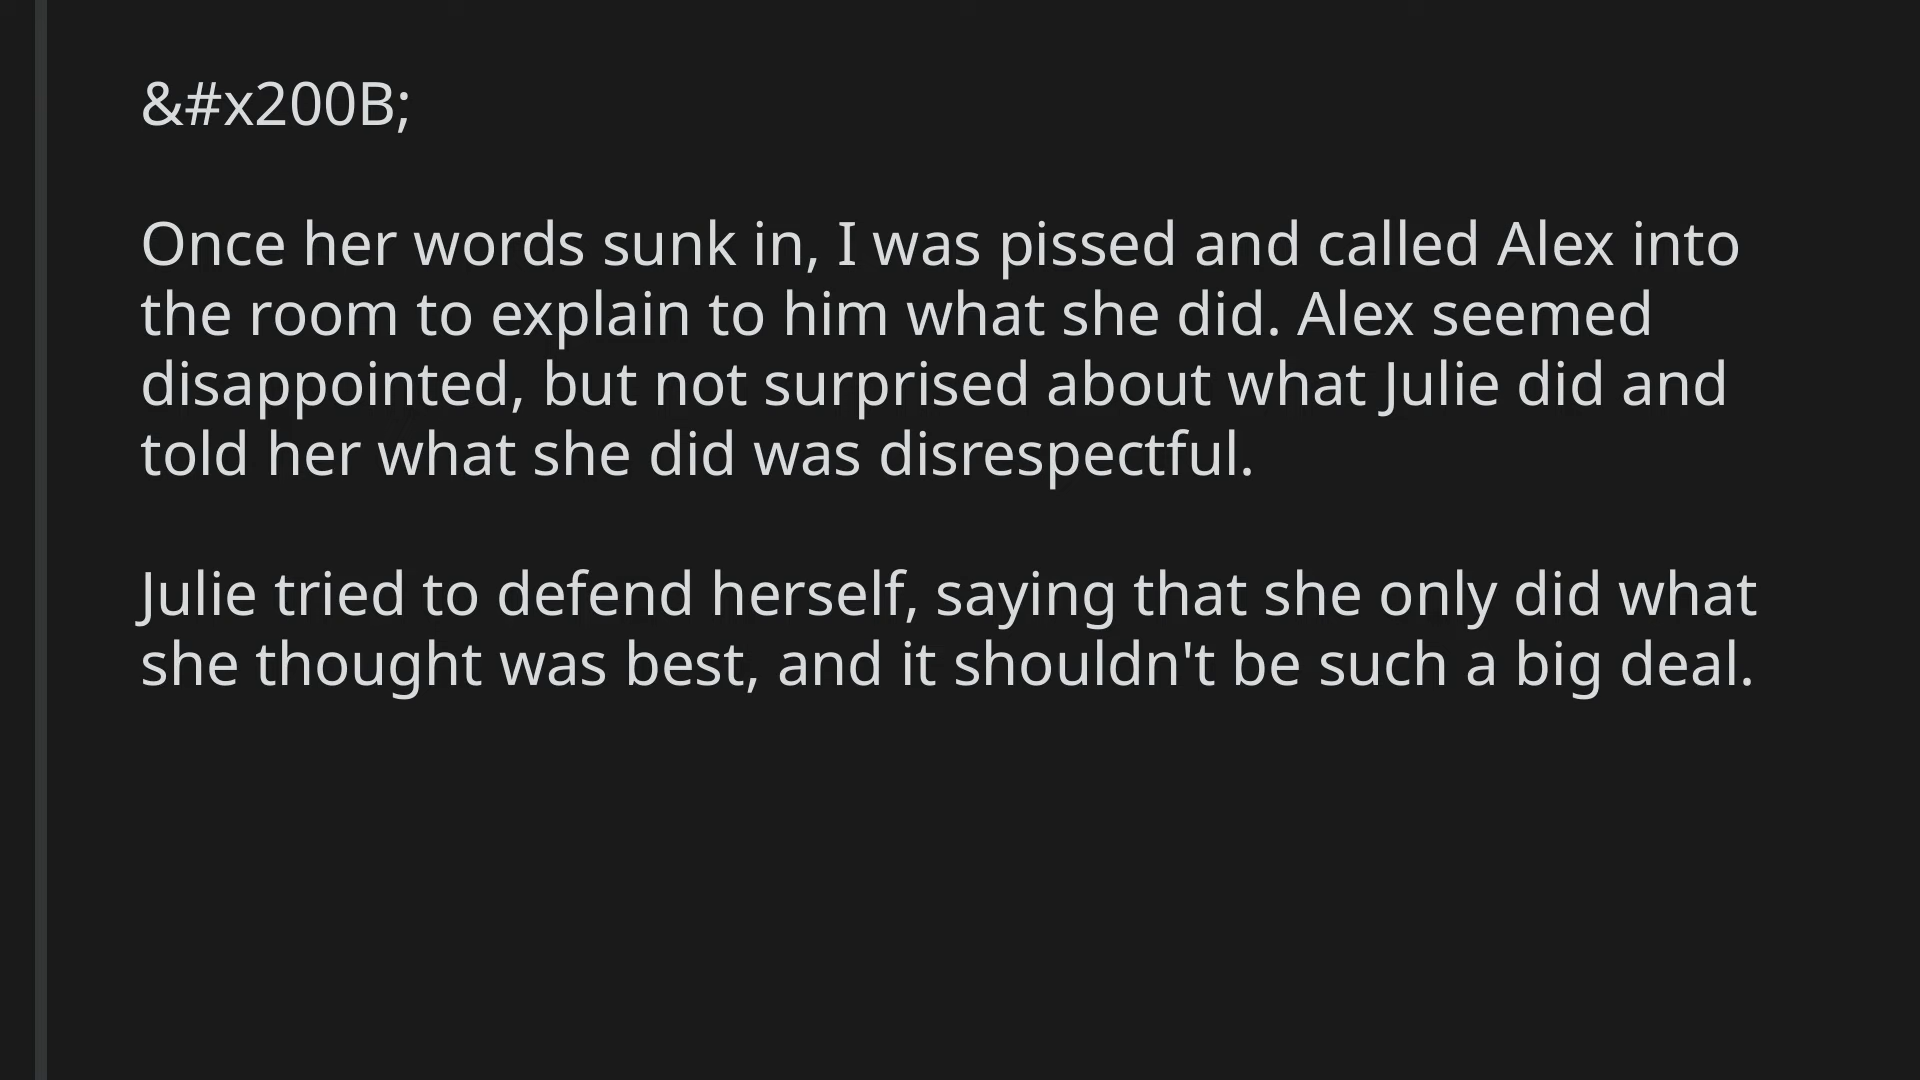 &#x200B;
Once her words sunk in, I was pissed and called Alex into
the room to explain to him what she did. Alex seemed
disappointed, but not surprised about what Julie did and
told her what she did was disrespectful.
Julie tried to defend herself, saying that she only did what
she thought was best, and it shouldn't be such a big deal.